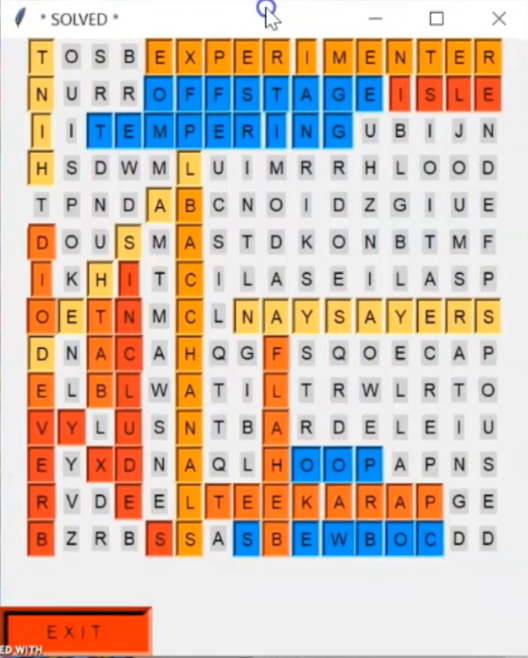 * SOLVED *
T O S B E X P E R I M E N T E R
N U R R O F F S T A G E I S L E
I I T E M P E R I N G U B I J N
H S D W M L U I M R R H L O O D
T P N D A B C N O I D Z G I U E
D O U S M A S T D K O N B T M F
I K H I T C I L A S E I L A S P
O E T N M C L N A Y S A Y E R S
D N A C A H Q G F S Q O E C A P
E L B L W A T I L T R W L R T O
V Y L U S N T B A R D E L E I U
E Y X D N A Q L H O O P A P N S
R V D E E L T E E K A R A P G E
B Z R B S S A S B E W B O C D D
EXIT
ED WITH